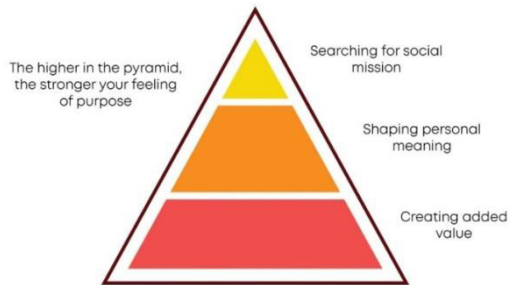 The higher in the pyramid,
the stronger your feeling
of purpose
Searching for social
mission
Shaping personal
meaning
Creating added
value